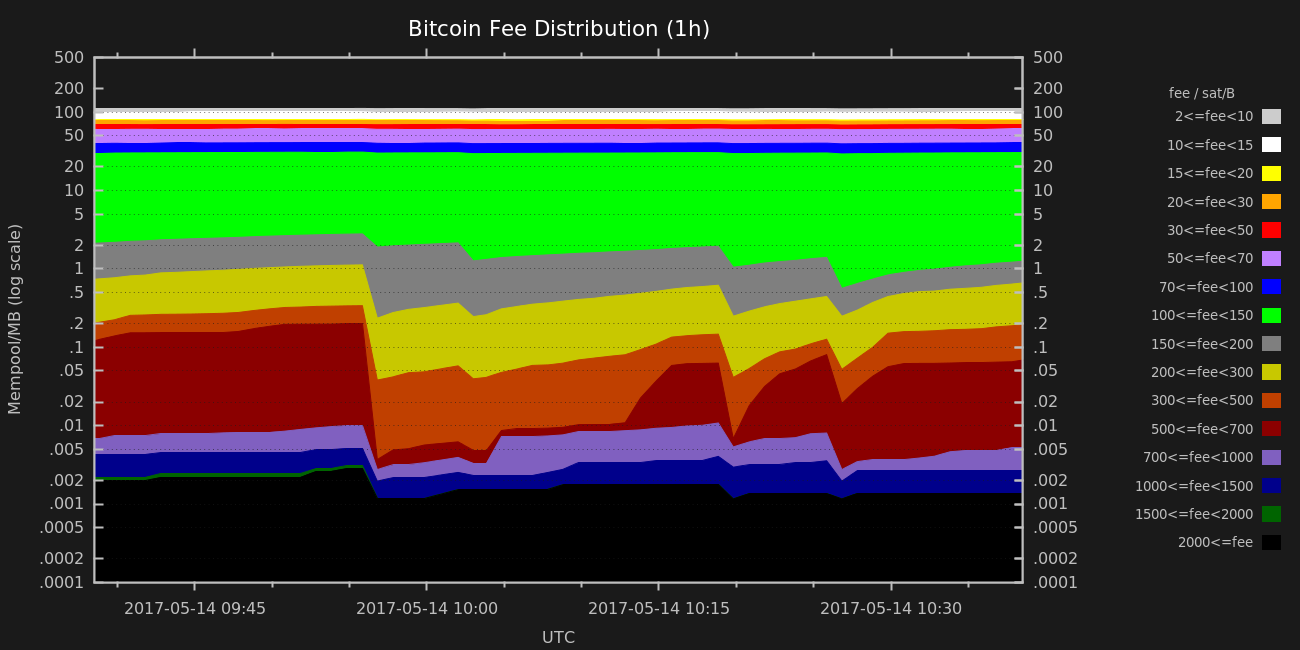 Bitcoin Fee Distribution (1h)
500
200
100
50
20
10
5
2
1
.5
.2
.1
.05
.02
.01
.005
.002
.001
.0005
.0002
.0001
Mempool/MB (log scale)
500
200
100
50
20
10
5
2
1
.5
.2
.1
.05
.02
.01
.005
.002
.001
.0005
.0002
.0001
2017-05-14 09:45 2017-05-14 10:00 2017-05-14 10:15 2017-05-14 10:30
UTC
fee / sat/B
2<=fee<10
10<=fee<15
15<=fee<20
20<=fee<30
30<=fee<50
50<=fee<70
70<=fee<100
100<=fee<150
150<=fee<200
200<=fee<300
300<=fee<500
500<=fee<700
700<=fee<1000
1000<=fee<1500
1500<=fee<2000
2000<=fee